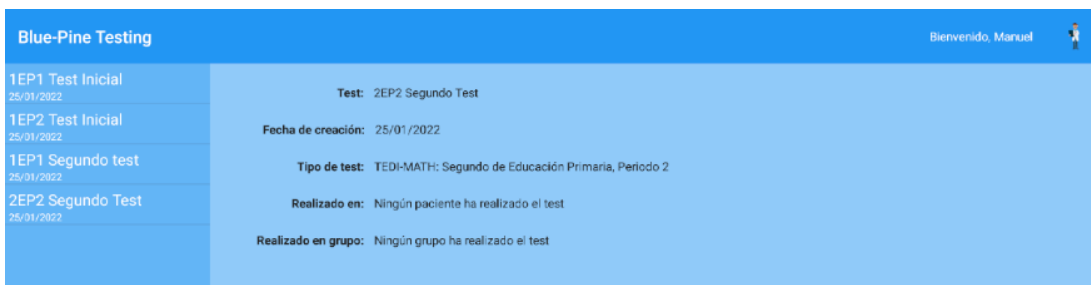 Blue-Pine Testing
Bienvenido, Manuel
1EP1 Test Inicial
25/01/2022
1EP2 Test Inicial
25/01/2022
1EP1 Segundo test
25/01/2022
2EP2 Segundo Test
25/01/2022
Test: 2EP2 Segundo Test
Fecha de creación: 25/01/2022
Tipo de test: TEDI-MATH: Segundo de Educación Primaria, Periodo 2
Realizado en: Ningún paciente ha realizado el test
Realizado en grupo: Ningún grupo ha realizado el test